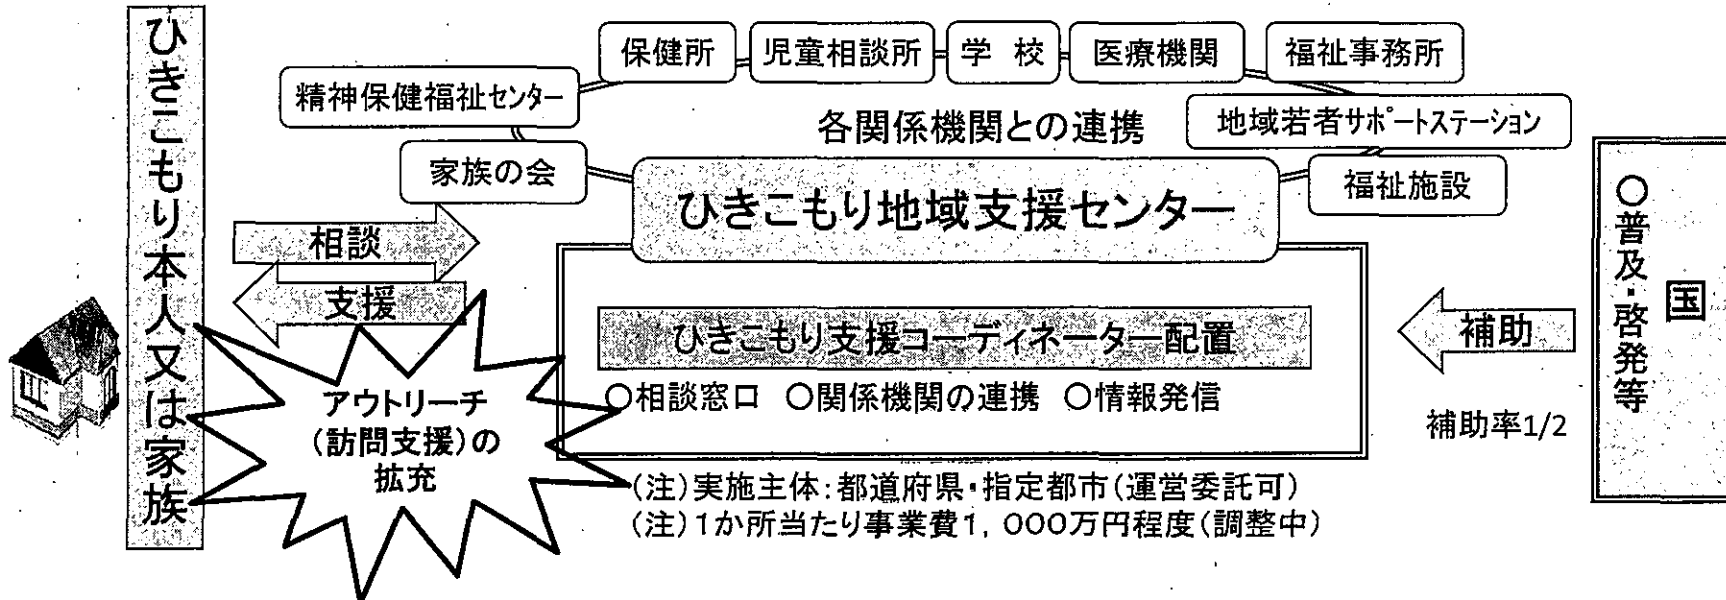 ひきこもり本人又は家族
保健所
児童相談所
学 校
医療機関
福祉事務所
精神保健福祉センター
各関係機関との連携
地域若者サポートステーション
家族の会
福祉施設
ひきこもり地域支援センター
相談
支援
ひきこもり支援コーディネーター配置
○相談窓口 ○関係機関の連携 ○情報発信
アウトリーチ
(訪問支援)の
拡充
補助
補助率1/2
国
○普及・啓発等
(注)実施主体:都道府県・指定都市(運営委託可)
(注)1か所当たり事業費1,000万円程度(調整中)